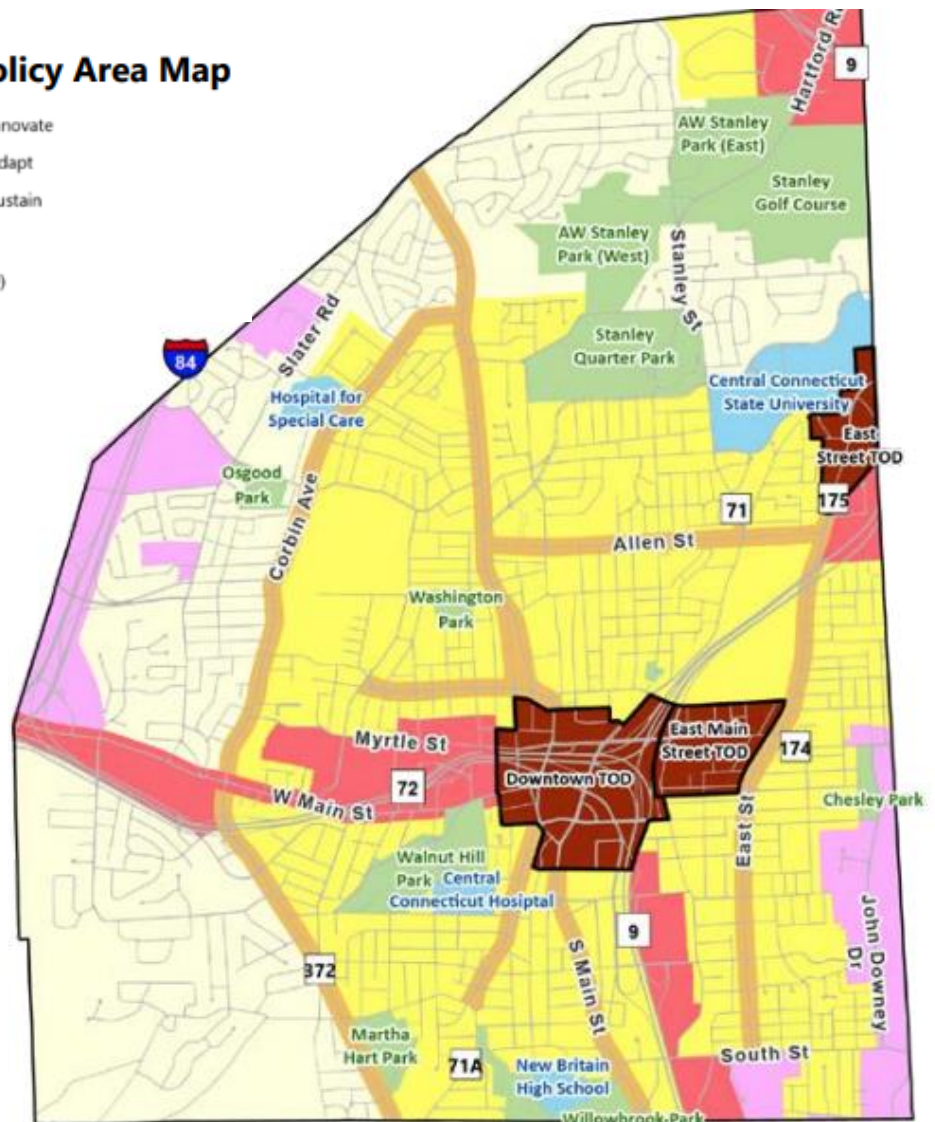 olicy Area Map
novate
dapt
ustain
)
Hartford Rd
9
AW Stanley
Park (East)
Stanley
Golf Course
AW Stanley
Park (West)
Stanley St
Slater Rd
Stanley
Quarter Park
84
Central Connecticut
State University
Hospital for
Special Care
East
Street TOD
Osgood
Park
175
71
Corbin Ave
Allen St
Washington
Park
East Main
Street TOD
Myrtle St
174
Downtown TOD
72
W Main St
Chesley Park
East St
Walnut Hill
Park
Central
Connecticut Hosiptal
John Downey
Dr
9
S Main St
372
Martha
Hart Park
South St
71A
New Britain
High School
Willowbrook Park